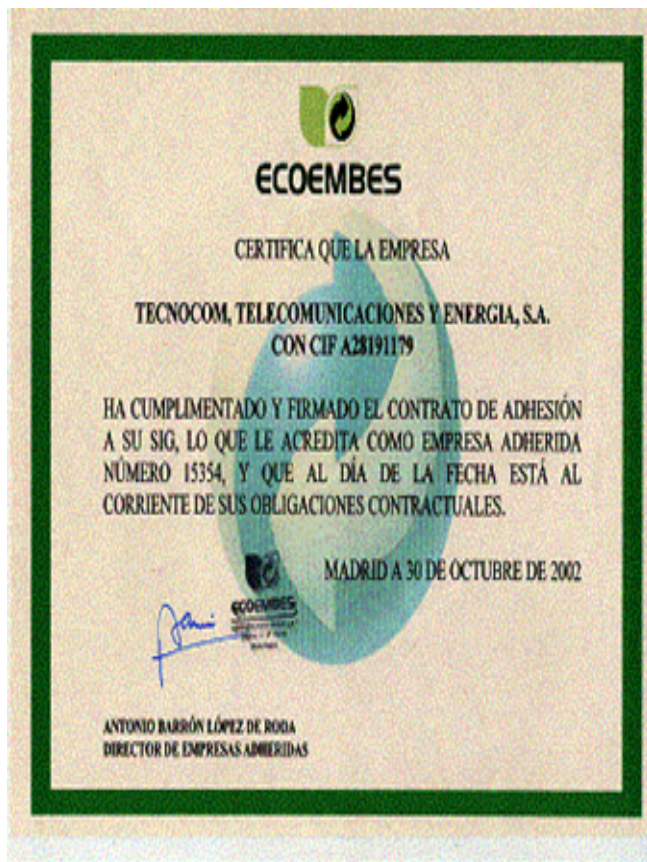 ECOEMBES
CERTIFICA QUE LA EMPRESA
TECNOCOM, TELECOMUNICACIONES Y ENERGIA, S.A.
CON CIF A28191179
HA CUMPLIMENTADO Y FIRMADO EL CONTRATO DE ADHESIÓN
A SU SIG, LO QUE LE ACREDITA COMO EMPRESA ADHERIDA
NÚMERO 15354, Y QUE AL DÍA DE LA FECHA ESTÁ AL
CORRIENTE DE SUS OBLIGACIONES CONTRACTUALES.
MADRID A 30 DE OCTUBRE DE 2002
ECOEMBES
ANTONIO BARRÓN LÓPEZ DE RODA
DIRECTOR DE EMPRESAS ADHERIDAS